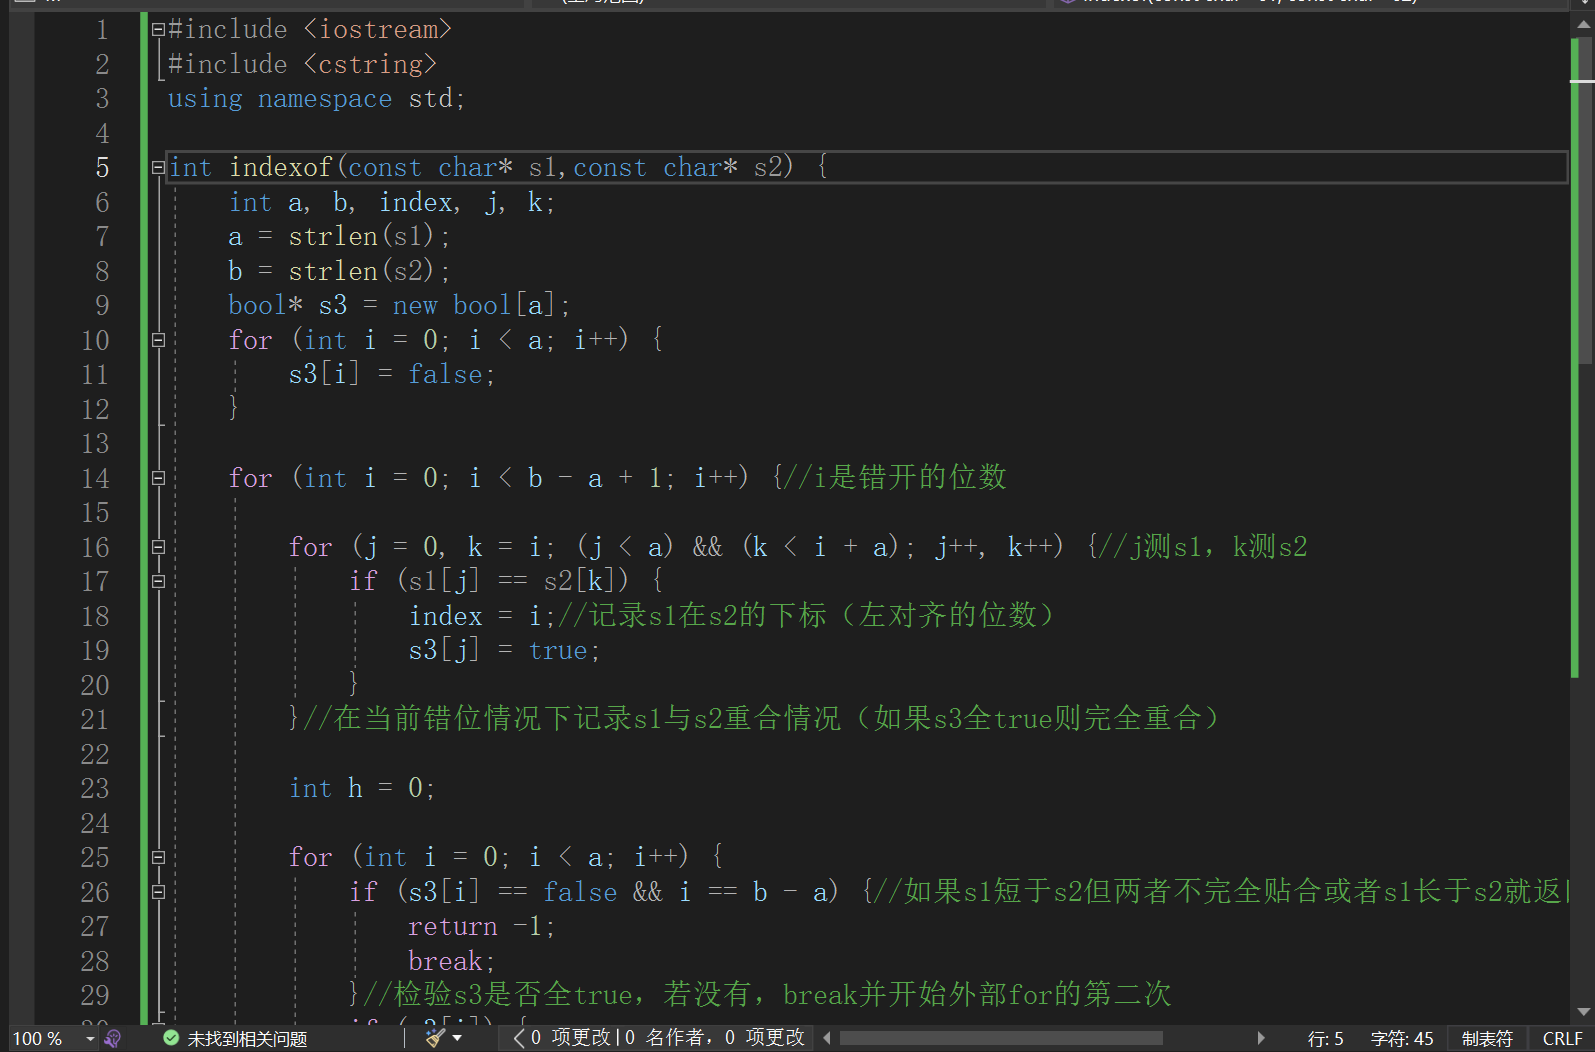 1 #include <iostream>
2 #include <cstring>
3 using namespace std;
4
5 int indexof(const char* s1,const char* s2) {
6 int a, b, index, j, k;
7 a = strlen(s1);
8 b = strlen(s2);
9 bool* s3 = new bool[a];
10 for (int i = 0; i < a; i++) {
11 s3[i] = false;
12 }
13
14 for (int i = 0; i < b - a + 1; i++) {//i是错开的位数
15
16 for (j = 0, k = i; (j < a) && (k < i + a); j++, k++) {//j测s1，k测s2
17 if (s1[j] == s2[k]) {
18 index = i;//记录s1在s2的下标（左对齐的位数）
19 s3[j] = true;
20 }
21 }//在当前错位情况下记录s1与s2重合情况（如果s3全true则完全重合）
22
23 int h = 0;
24
25 for (int i = 0; i < a; i++) {
26 if (s3[i] == false && i == b - a) {//如果s1短于s2但两者不完全贴合或者s1长于s2就返
27 return -1;
28 break;
29 }//检验s3是否全true，若没有，break并开始外部for的第二次
100 % 未找到相关问题 0 项更改 | 0 名作者，0 项更改 行: 5 字符: 45 制表符 CRLF